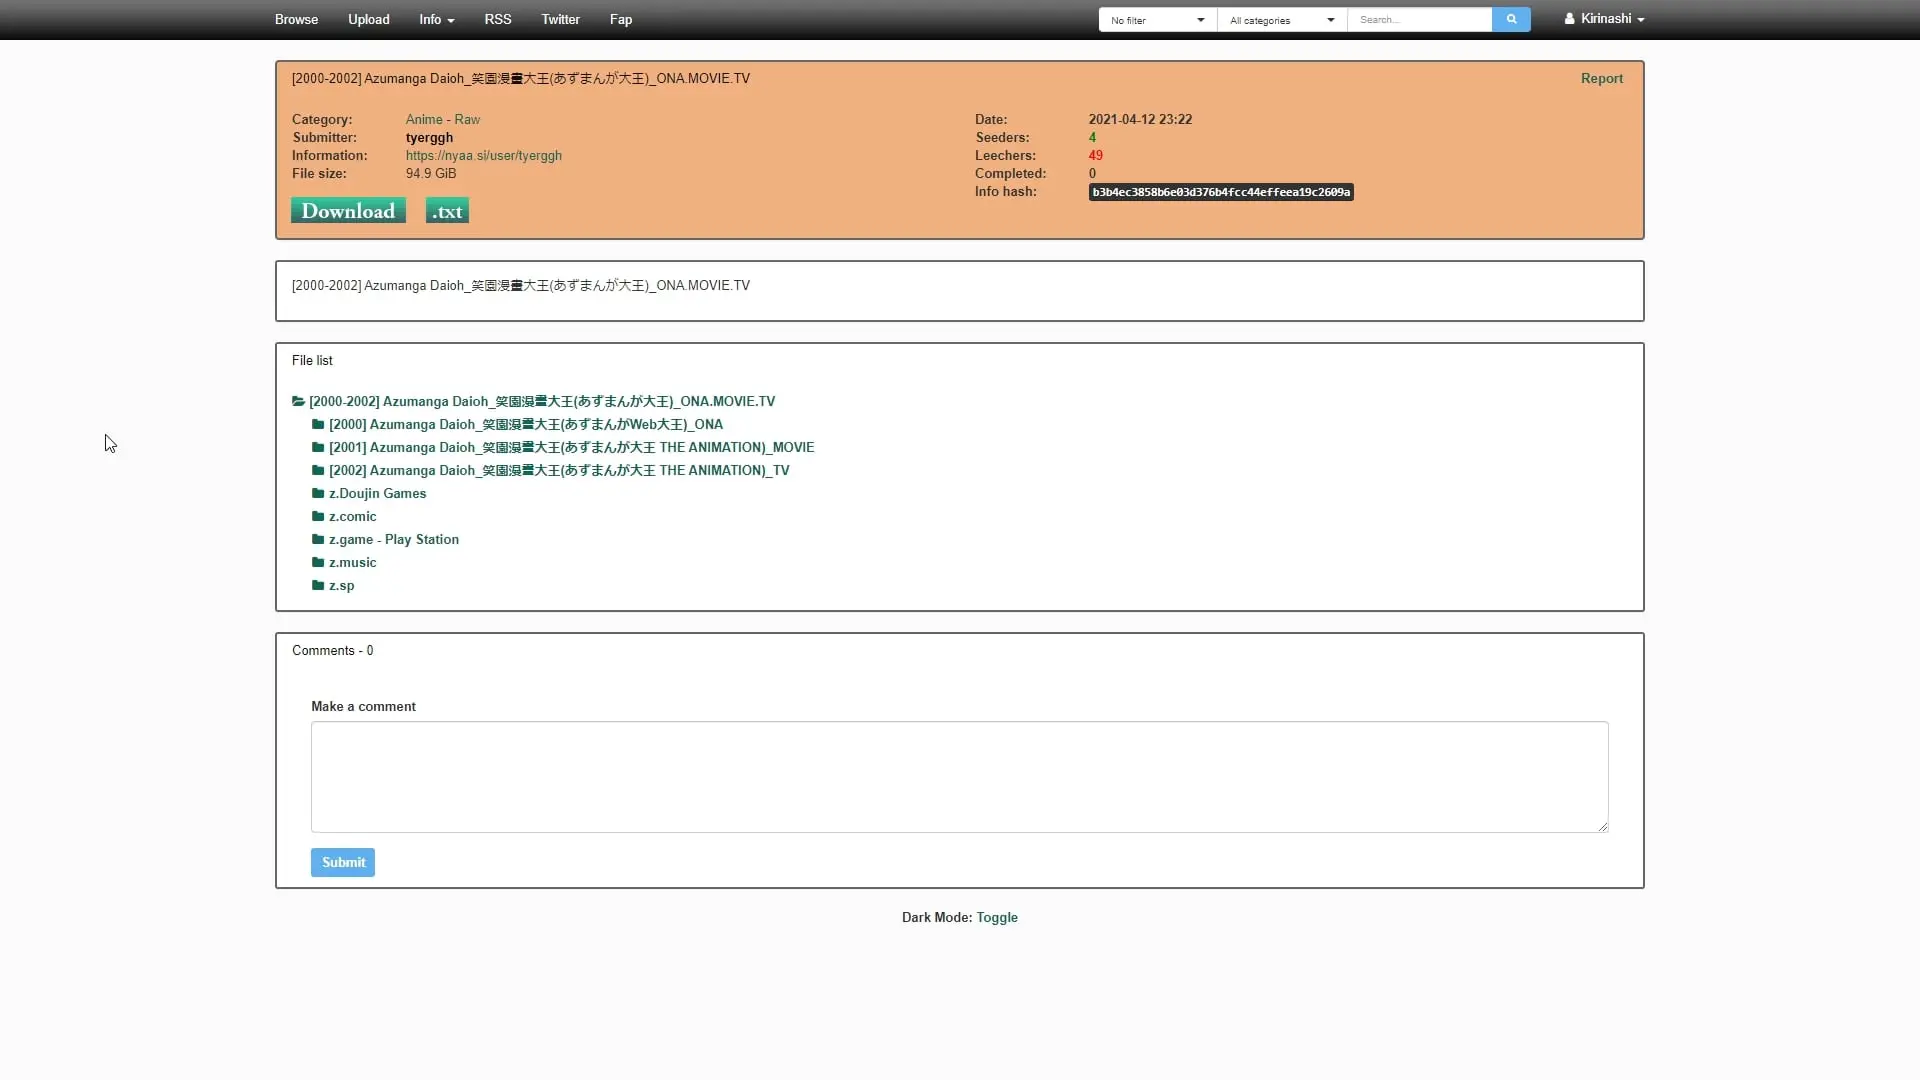 Browse Upload Info RSS Twitter Fap No filter All categories Search... Kirinashi
[2000-2002] Azumanga Daioh_笑園漫畫大王(あずまんが大王)_ONA.MOVIE.TV Report
Category: Anime - Raw Date: 2021-04-12 23:22
Submitter: tyerggh Seeders: 4
Information: https://nyaa.si/user/tyerggh Leechers: 49
File size: 94.9 GiB Completed: 0
Info hash: b3b4ec3858b6e03d376b4fcc44effeea19c2609a
Download .txt
[2000-2002] Azumanga Daioh_笑園漫畫大王(あずまんが大王)_ONA.MOVIE.TV
File list
[2000-2002] Azumanga Daioh_笑園漫畫大王(あずまんが大王)_ONA.MOVIE.TV
[2000] Azumanga Daioh_笑園漫畫大王(あずまんがWeb大王)_ONA
[2001] Azumanga Daioh_笑園漫畫大王(あずまんが大王 THE ANIMATION)_MOVIE
[2002] Azumanga Daioh_笑園漫畫大王(あずまんが大王 THE ANIMATION)_TV
z.Doujin Games
z.comic
z.game - Play Station
z.music
z.sp
Comments - 0
Make a comment
Submit
Dark Mode: Toggle